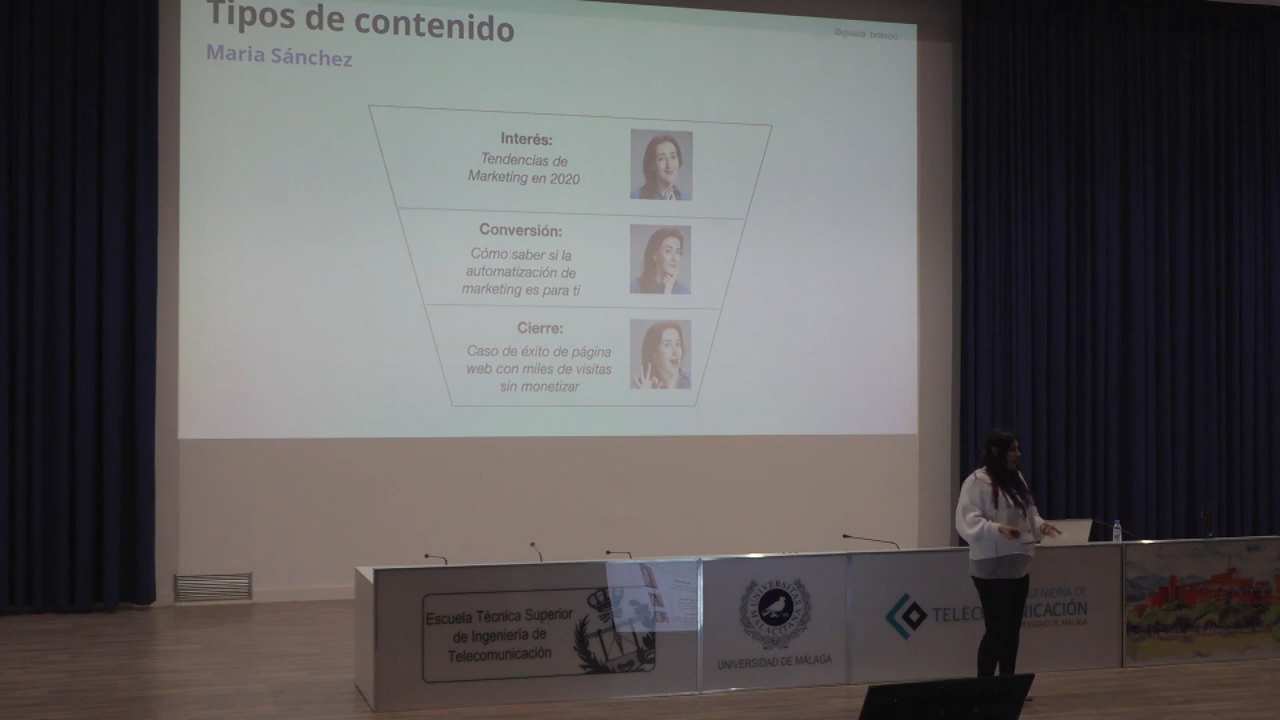 Tipos de contenido
Maria Sánchez
@gisela_bravoc
Interés:
Tendencias de
Marketing en 2020
Conversión:
Cómo saber si la
automatización de
marketing es para ti
Cierre:
Caso de éxito de página
web con miles de visitas
sin monetizar
Escuela Técnica Superior
de Ingeniería de
Telecomunicación
UNIVERSIDAD DE MÁLAGA